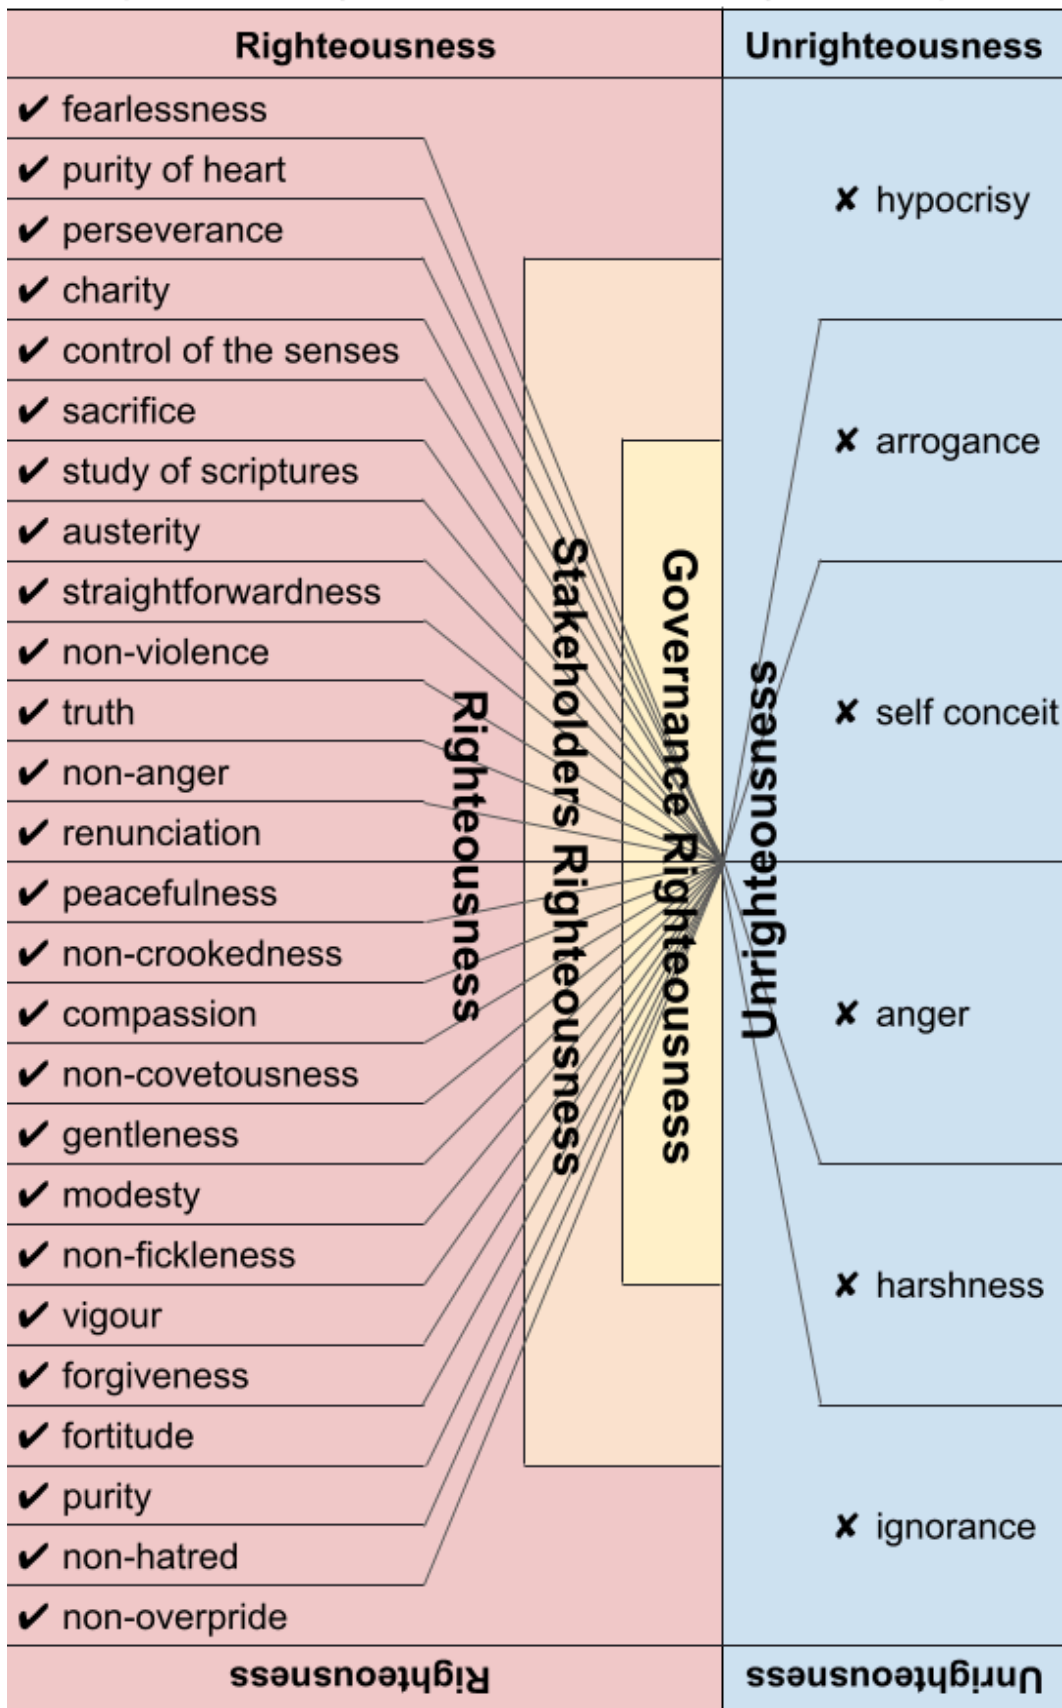 Righteousness
Unrighteousness
✔ fearlessness
✔ purity of heart
✔ perseverance
✔ charity
✔ control of the senses
✔ sacrifice
✔ study of scriptures
✔ austerity
✔ straightforwardness
✔ non-violence
✔ truth
✔ non-anger
✔ renunciation
✔ peacefulness
✔ non-crookedness
✔ compassion
✔ non-covetousness
✔ gentleness
✔ modesty
✔ non-fickleness
✔ vigour
✔ forgiveness
✔ fortitude
✔ purity
✔ non-hatred
✔ non-overpride
Righteousness
Stakeholders Righteousness
Governance Righteousness
Unrighteousness
✘ hypocrisy
✘ arrogance
✘ self conceit
✘ anger
✘ harshness
✘ ignorance
Righteousness
Unrighteousness